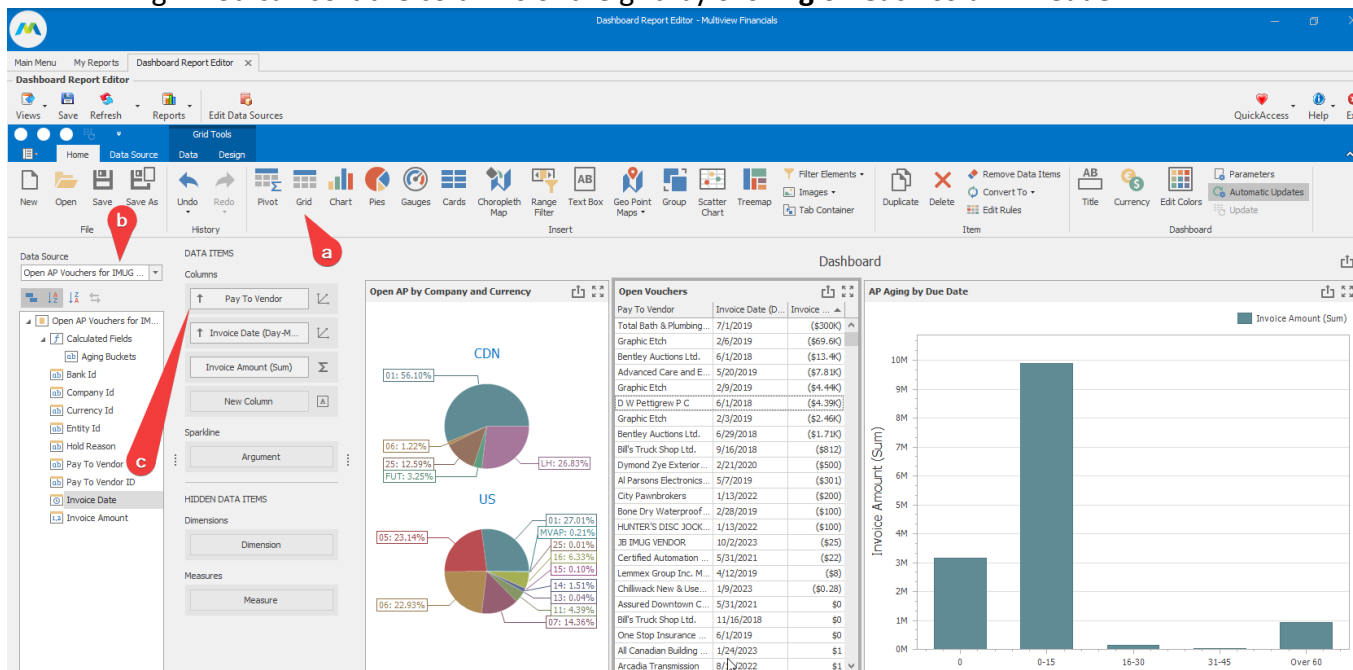 Dashboard Report Editor - Multiview Financials
Main Menu My Reports Dashboard Report Editor ×
Dashboard Report Editor
Views Save Refresh Reports Edit Data Sources QuickAccess Help
Grid Tools
Home Data Source Data Design
New Open Save Save As Undo Redo Pivot Grid Chart Pies Gauges Cards Choropleth Map Range Filter Text Box Geo Point Maps Group Scatter Chart Treemap
Filter Elements
Images
Tab Container
Duplicate Delete
Remove Data Items
Convert To
Edit Rules
Title Currency Edit Colors
Parameters
Automatic Updates
Update
File History Insert Item Dashboard
a
b
c
Data Source
Open AP Vouchers for IMUG ...
Open AP Vouchers for IM...
Calculated Fields
Aging Buckets
Bank Id
Company Id
Currency Id
Entity Id
Hold Reason
Pay To Vendor
Pay To Vendor ID
Invoice Date
Invoice Amount
DATA ITEMS
Columns
Pay To Vendor
Invoice Date (Day-M...
Invoice Amount (Sum)
New Column
Sparkline
Argument
HIDDEN DATA ITEMS
Dimensions
Dimension
Measures
Measure
Dashboard
Open AP by Company and Currency
CDN
01: 56.10%
06: 1.22%
25: 12.59%
FUT: 3.25%
LH: 26.83%
US
01: 27.01%
MVAP: 0.21%
05: 23.14%
25: 0.01%
16: 6.33%
15: 0.10%
14: 1.51%
13: 0.04%
11: 4.39%
06: 22.93%
07: 14.36%
Open Vouchers
Pay To Vendor Invoice Date (D... Invoice ...
Total Bath & Plumbing... 7/1/2019 ($300K)
Graphic Etch 2/6/2019 ($69.6K)
Bentley Auctions Ltd. 6/1/2018 ($13.4K)
Advanced Care and E... 5/20/2019 ($7.81K)
Graphic Etch 2/9/2019 ($4.44K)
D W Pettigrew P C 6/1/2018 ($4.39K)
Graphic Etch 2/3/2019 ($2.46K)
Bentley Auctions Ltd. 6/29/2018 ($1.71K)
Bill's Truck Shop Ltd. 9/16/2018 ($812)
Dymond Zye Exterior... 2/21/2020 ($500)
Al Parsons Electronics... 5/7/2019 ($301)
City Pawnbrokers 1/13/2022 ($200)
Bone Dry Waterproof... 2/28/2019 ($100)
HUNTER'S DISC JOCK... 1/13/2022 ($100)
JB IMUG VENDOR 10/2/2023 ($25)
Certified Automation ... 5/31/2021 ($22)
Lemmex Group Inc. M... 4/12/2019 ($8)
Chilliwack New & Use... 1/9/2023 ($0.28)
Assured Downtown C... 5/31/2021 $0
Bill's Truck Shop Ltd. 11/16/2018 $0
One Stop Insurance ... 6/1/2019 $0
All Canadian Building ... 1/24/2023 $1
Arcadia Transmission $1
AP Aging by Due Date
Invoice Amount (Sum)
Invoice Amount (Sum)
10M
9M
8M
7M
6M
5M
4M
3M
2M
1M
0M
0 0-15 16-30 31-45 Over 60